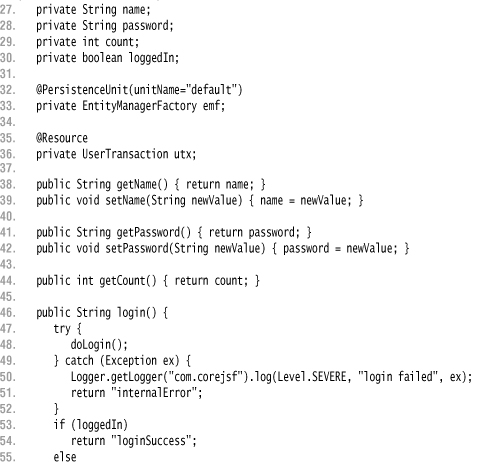 27. private String name;
28. private String password;
29. private int count;
30. private boolean loggedIn;
31.
32. @PersistenceUnit(unitName="default")
33. private EntityManagerFactory emf;
34.
35. @Resource
36. private UserTransaction utx;
37.
38. public String getName() { return name; }
39. public void setName(String newValue) { name = newValue; }
40.
41. public String getPassword() { return password; }
42. public void setPassword(String newValue) { password = newValue; }
43.
44. public int getCount() { return count; }
45.
46. public String login() {
47. try {
48. doLogin();
49. } catch (Exception ex) {
50. Logger.getLogger("com.corejsf").log(Level.SEVERE, "login failed", ex);
51. return "internalError";
52. }
53. if (loggedIn)
54. return "loginSuccess";
55. else